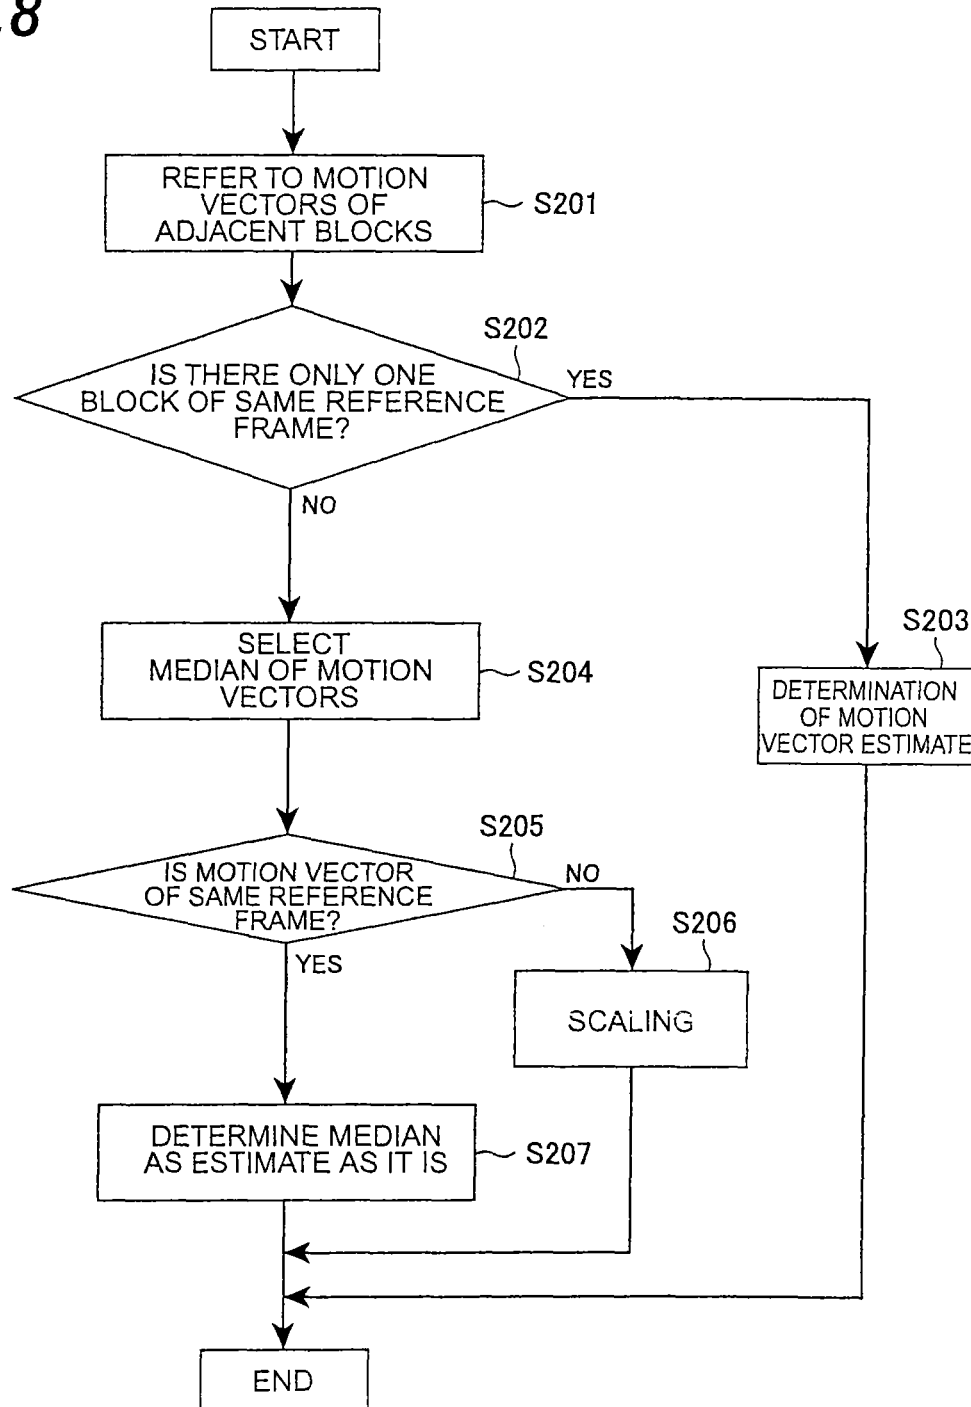 8
START
REFER TO MOTION
VECTORS OF
ADJACENT BLOCKS
S201
S202
IS THERE ONLY ONE
BLOCK OF SAME REFERENCE
FRAME?
YES
NO
S203
DETERMINATION
OF MOTION
VECTOR ESTIMATE
SELECT
MEDIAN OF MOTION
VECTORS
S204
S205
IS MOTION VECTOR
OF SAME REFERENCE
FRAME?
NO
YES
S206
SCALING
DETERMINE MEDIAN
AS ESTIMATE AS IT IS
S207
END